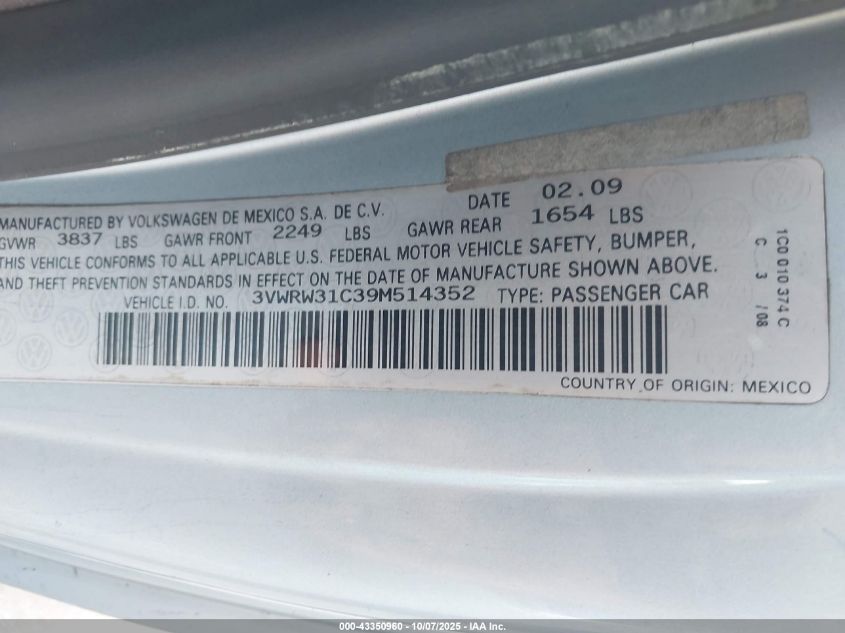 MANUFACTURED BY VOLKSWAGEN DE MEXICO S.A. DE C.V. DATE 02.09
GVWR 3837 LBS GAWR FRONT 2249 LBS GAWR REAR 1654 LBS
THIS VEHICLE CONFORMS TO ALL APPLICABLE U.S. FEDERAL MOTOR VEHICLE SAFETY, BUMPER,
AND THEFT PREVENTION STANDARDS IN EFFECT ON THE DATE OF MANUFACTURE SHOWN ABOVE.
VEHICLE I.D. NO. 3VWRW31C39M514352 TYPE: PASSENGER CAR
COUNTRY OF ORIGIN: MEXICO
1C0 010 374 C
C 3 /08
000-43350960 - 10/07/2025 - IAA Inc.